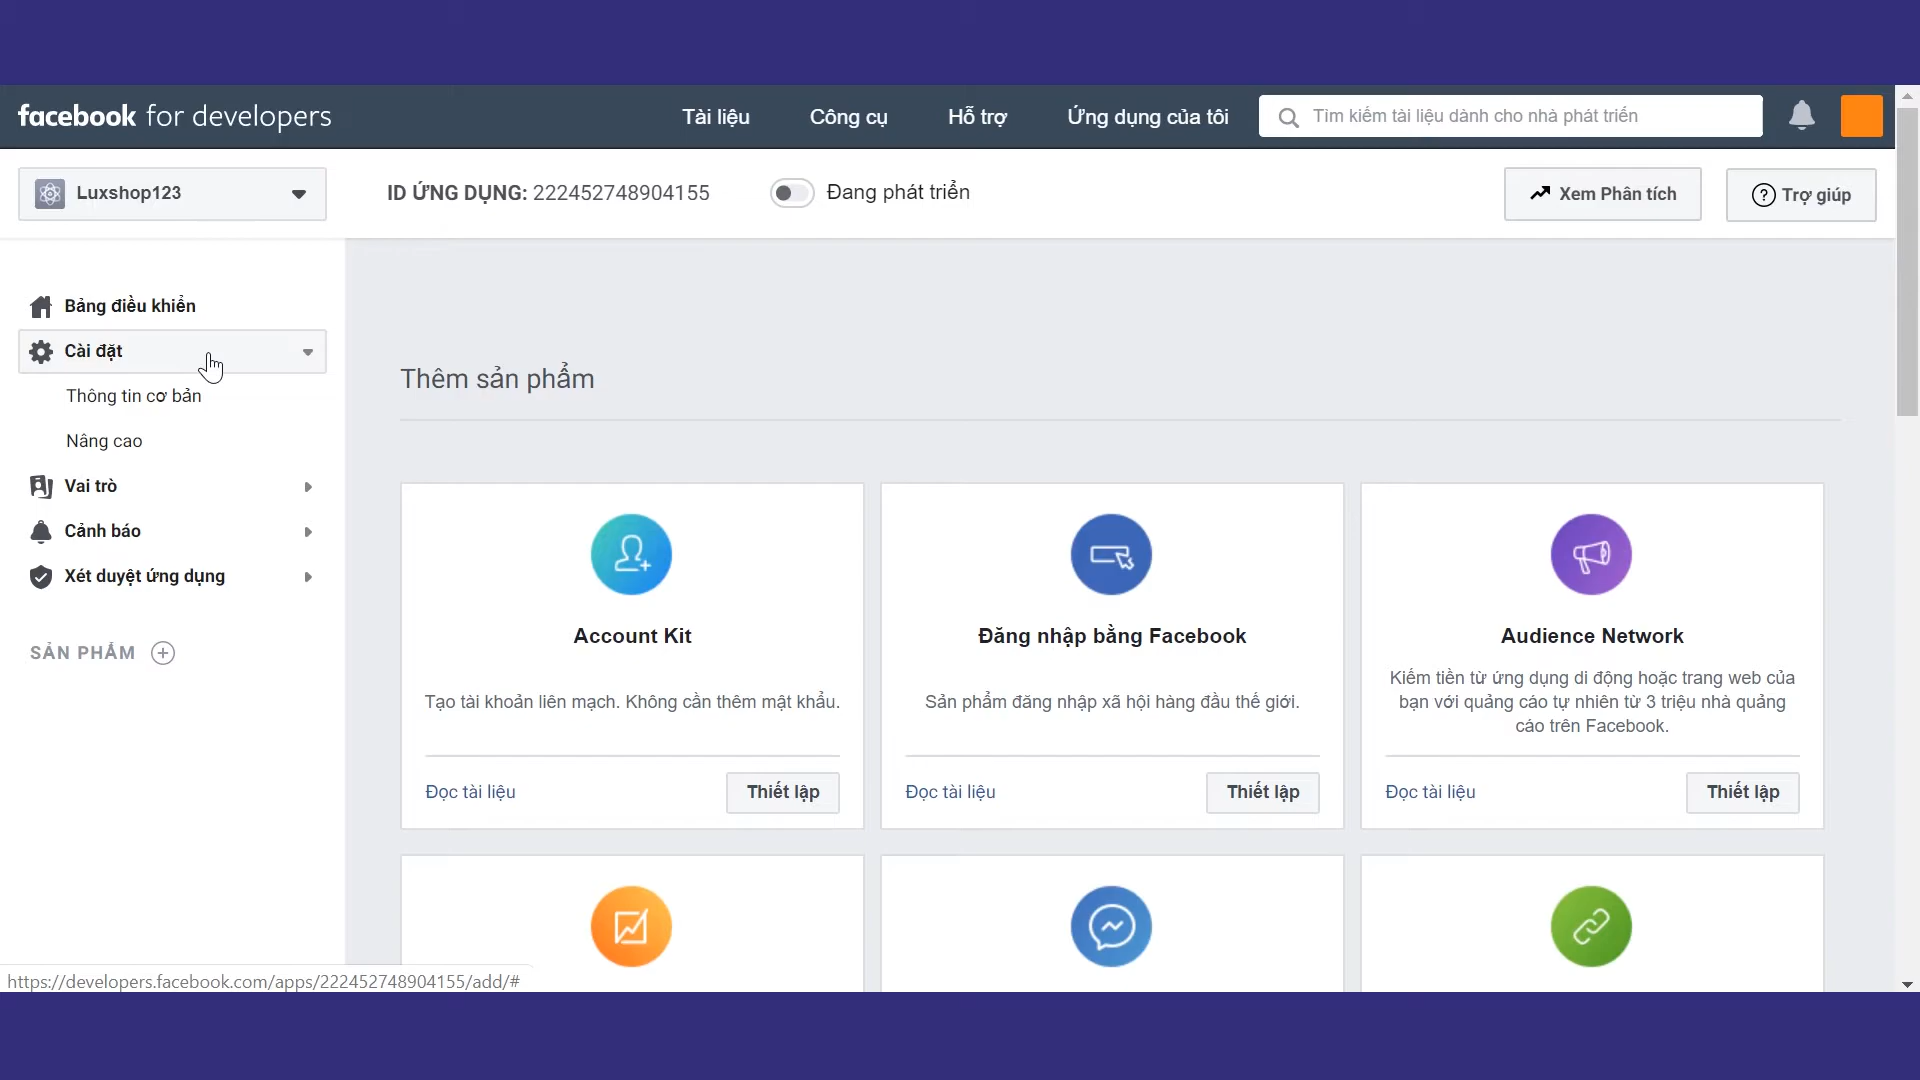 facebook for developers
Tài liệu
Công cụ
Hỗ trợ
Ứng dụng của tôi
Tìm kiếm tài liệu dành cho nhà phát triển
Luxshop123
ID ỨNG DỤNG: 222452748904155
Đang phát triển
Xem Phân tích
Trợ giúp
Bảng điều khiển
Cài đặt
Thông tin cơ bản
Nâng cao
Vai trò
Cảnh báo
Xét duyệt ứng dụng
SẢN PHẨM
Thêm sản phẩm
Account Kit
Tạo tài khoản liên mạch. Không cần thêm mật khẩu.
Đọc tài liệu
Thiết lập
Đăng nhập bằng Facebook
Sản phẩm đăng nhập xã hội hàng đầu thế giới.
Đọc tài liệu
Thiết lập
Audience Network
Kiếm tiền từ ứng dụng di động hoặc trang web của
bạn với quảng cáo tự nhiên từ 3 triệu nhà quảng
cáo trên Facebook.
Đọc tài liệu
Thiết lập
https://developers.facebook.com/apps/222452748904155/add/#